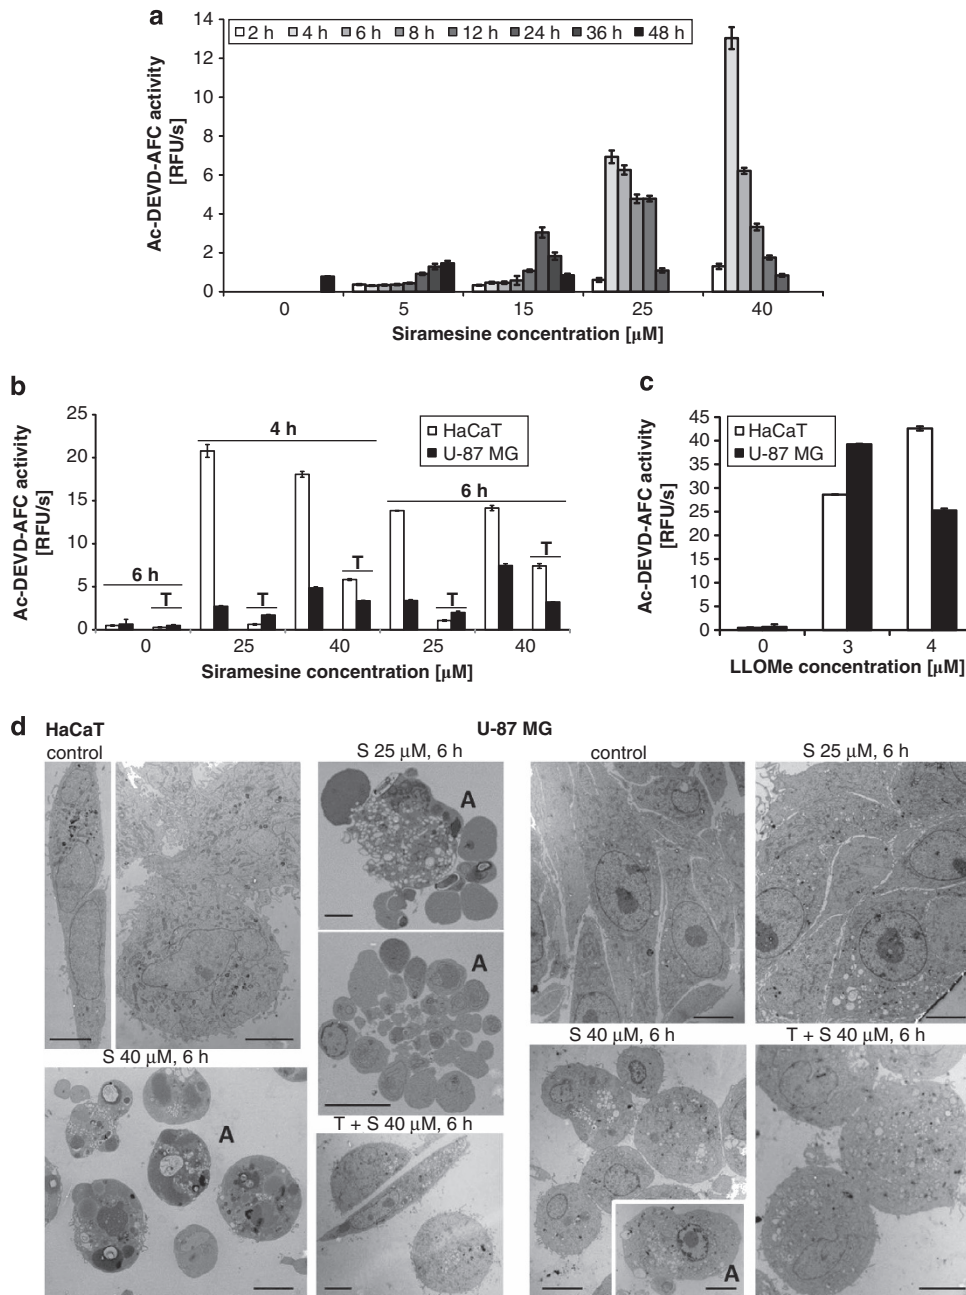 a
14
12
10
8
6
4
2
0
Ac-DEVD-AFC activity
[RFU/s]
2 h 4 h 6 h 8 h 12 h 24 h 36 h 48 h
0 5 15 25 40
Siramesine concentration [µM]
b
25
20
15
10
5
0
Ac-DEVD-AFC activity
[RFU/s]
HaCaT
U-87 MG
4 h
6 h
6 h
T
T
T
T
T
0 25 40 25 40
Siramesine concentration [µM]
c
45
40
35
30
25
20
15
10
5
0
Ac-DEVD-AFC activity
[RFU/s]
HaCaT
U-87 MG
0 3 4
LLOMe concentration [µM]
d HaCaT
control
S 25 µM, 6 h
A
A
S 40 µM, 6 h
A
T + S 40 µM, 6 h
U-87 MG
control
S 25 µM, 6 h
S 40 µM, 6 h
A
T + S 40 µM, 6 h